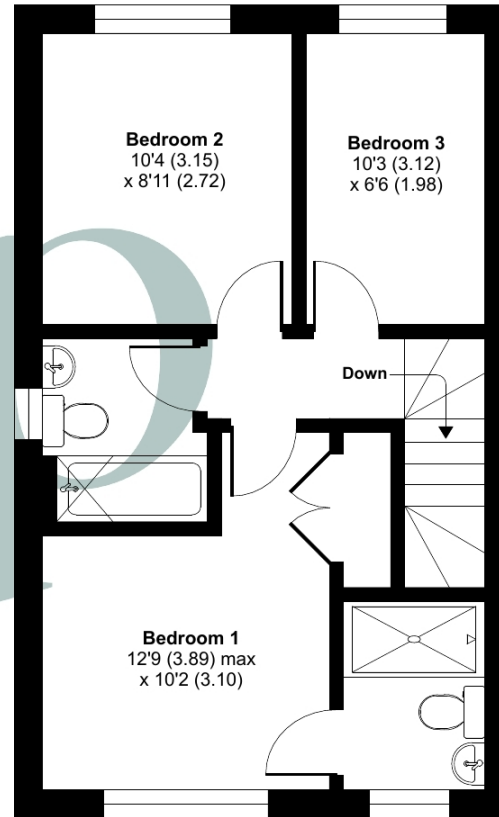 Bedroom 2
10'4 (3.15)
x 8'11 (2.72)
Bedroom 3
10'3 (3.12)
x 6'6 (1.98)
Down
Bedroom 1
12'9 (3.89) max
x 10'2 (3.10)